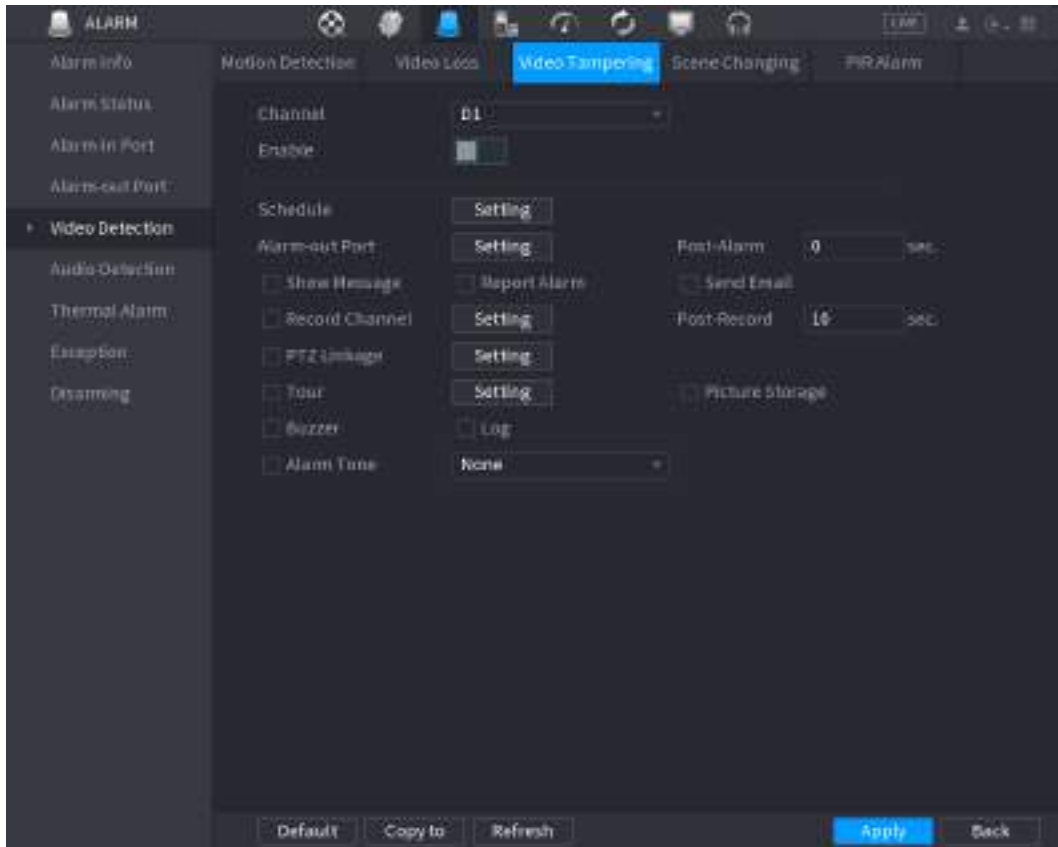 ALARM
LIVE
Alarm Info
Motion Detection Video Loss Video Tampering Scene Changing PIR Alarm
Alarm Status
Channel D1
Alarm-in Port
Enable
Alarm-out Port
Schedule Setting
Video Detection
Alarm-out Port Setting Post-Alarm 0 sec.
Audio Detection
Show Message Report Alarm Send Email
Thermal Alarm
Record Channel Setting Post-Record 10 sec.
Exception
PTZ Linkage Setting
Disarming
Tour Setting Picture Storage
Buzzer Log
Alarm Tone None
Default Copy to Refresh Apply Back